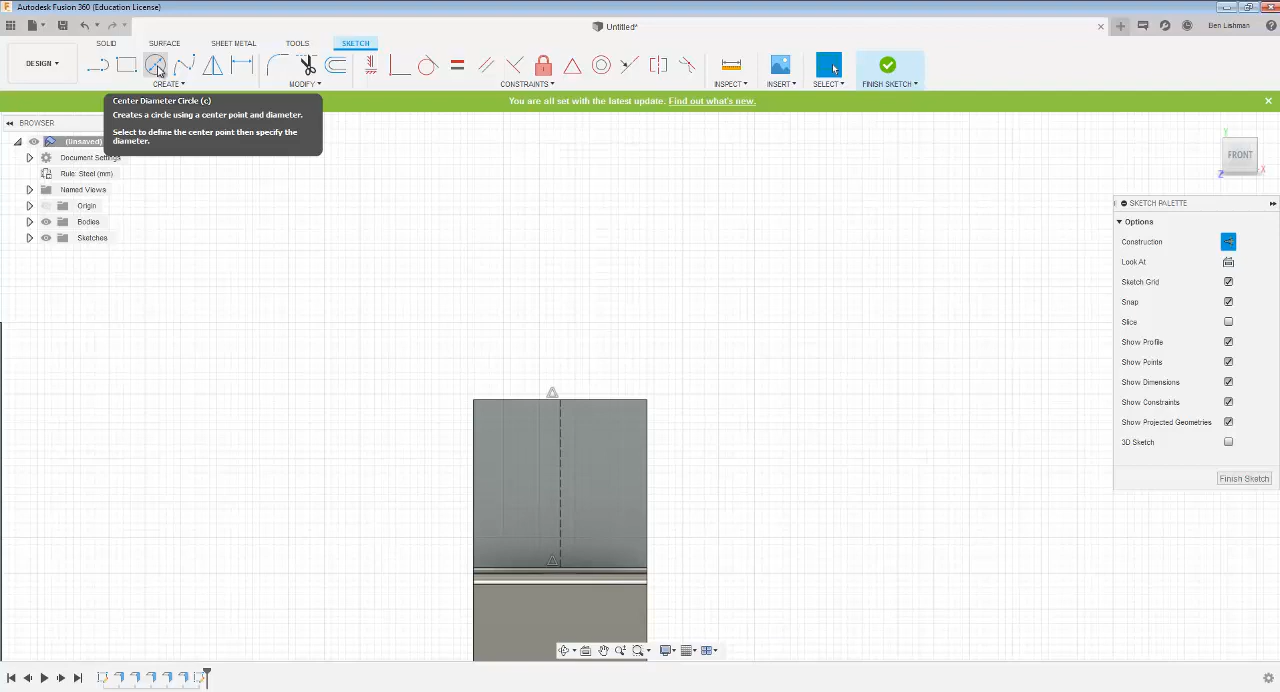 Autodesk Fusion 360 (Education License)
Untitled*
Ben Lishman
DESIGN
SOLID
SURFACE
SHEET METAL
TOOLS
SKETCH
CREATE
MODIFY
CONSTRAINTS
INSPECT
INSERT
SELECT
FINISH SKETCH
You are all set with the latest update. Find out what's new.
Center Diameter Circle (c)
Creates a circle using a center point and diameter.
Select to define the center point then specify the
diameter.
BROWSER
(Unsaved)
Document Settings
Rule: Steel (mm)
Named Views
Origin
Bodies
Sketches
Y
FRONT
X
Z
SKETCH PALETTE
Options
Construction
Look At
Sketch Grid
Snap
Slice
Show Profile
Show Points
Show Dimensions
Show Constraints
Show Projected Geometries
3D Sketch
Finish Sketch